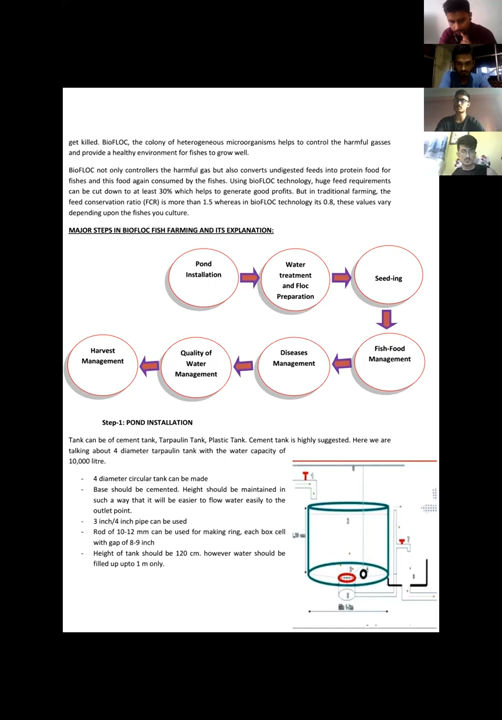 get killed. BioFLOC, the colony of heterogeneous microorganisms helps to control the harmful gasses
and provide a healthy environment for fishes to grow well.
BioFLOC not only controllers the harmful gas but also converts undigested feeds into protein food for
fishes and this food again consumed by the fishes. Using bioFLOC technology, huge feed requirements
can be cut down to at least 30% which helps to generate good profits. But in traditional farming, the
feed conservation ratio (FCR) is more than 1.5 whereas in bioFLOC technology its 0.8, these values vary
depending upon the fishes you culture.
MAJOR STEPS IN BIOFLOC FISH FARMING AND ITS EXPLANATION:
Pond
Installation
Water
treatment
and Floc
Preparation
Seed-ing
Harvest
Management
Quality of
Water
Management
Diseases
Management
Fish-Food
Management
Step-1: POND INSTALLATION
Tank can be of cement tank, Tarpaulin Tank, Plastic Tank. Cement tank is highly suggested. Here we are
talking about 4 diameter tarpaulin tank with the water capacity of
10,000 litre.
- 4 diameter circular tank can be made
- Base should be cemented. Height should be maintained in
such a way that it will be easier to flow water easily to the
outlet point.
- 3 inch/4 inch pipe can be used
- Rod of 10-12 mm can be used for making ring, each box cell
with gap of 8-9 inch
- Height of tank should be 120 cm. however water should be
filled up upto 1 m only.